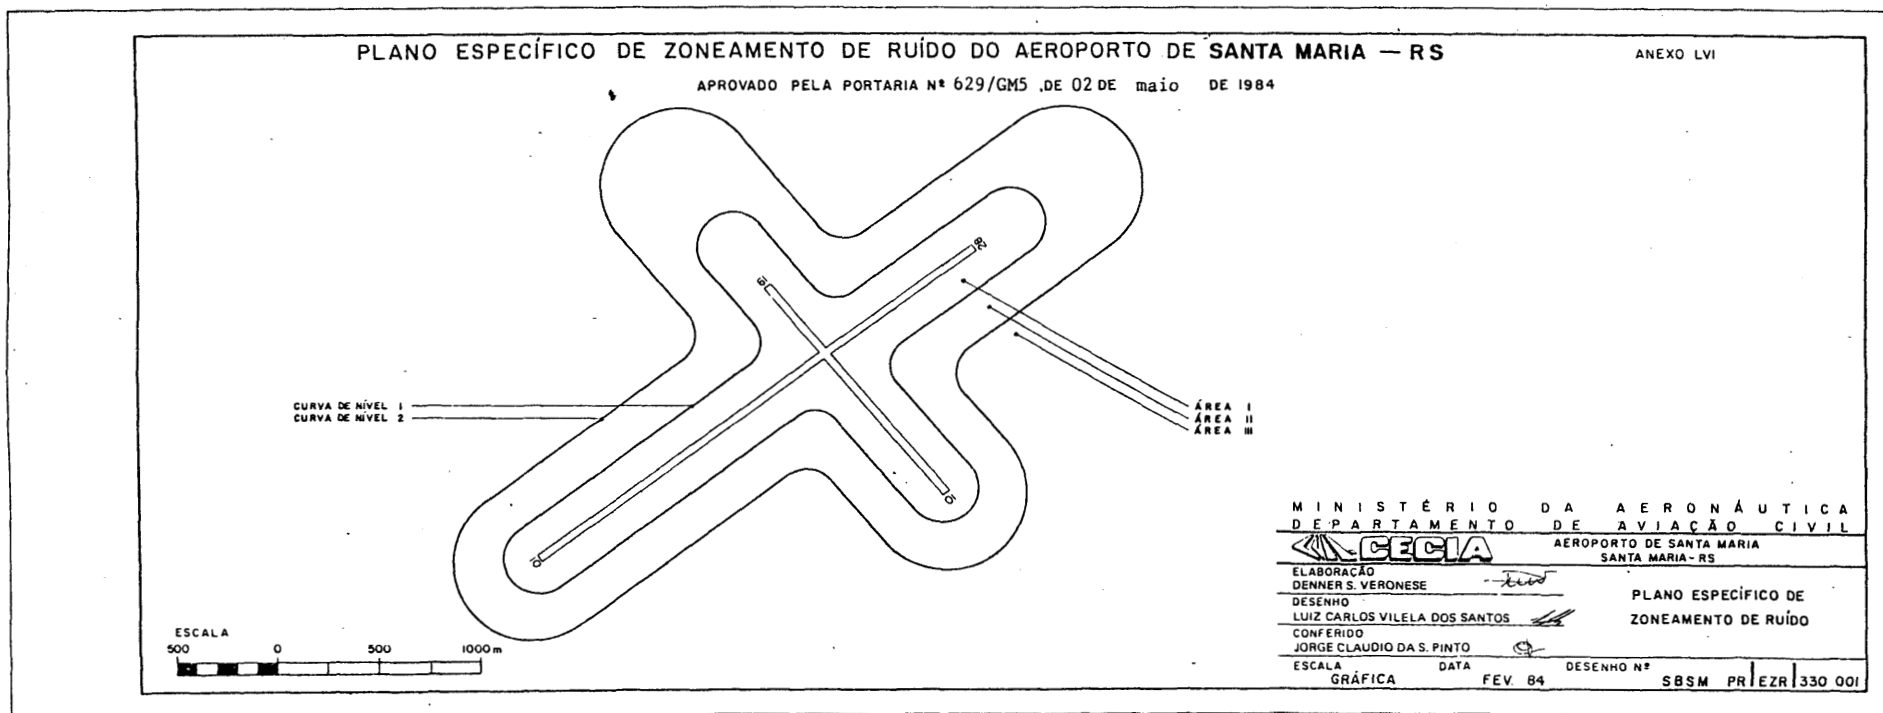 PLANO ESPECÍFICO DE ZONEAMENTO DE RUÍDO DO AEROPORTO DE SANTA MARIA — RS
ANEXO LVI
APROVADO PELA PORTARIA Nº 629/GM5 ,DE 02 DE maio DE 1984
28
19
CURVA DE NÍVEL 1
CURVA DE NÍVEL 2
ÁREA I
ÁREA II
ÁREA III
10
01
ESCALA
500 0 500 1000 m
MINISTÉRIO DA AERONÁUTICA
DEPARTAMENTO DE AVIAÇÃO CIVIL
CECIA
AEROPORTO DE SANTA MARIA
SANTA MARIA - RS
ELABORAÇÃO
DENNER S. VERONESE
DESENHO
LUIZ CARLOS VILELA DOS SANTOS
CONFERIDO
JORGE CLAUDIO DA S. PINTO
PLANO ESPECÍFICO DE
ZONEAMENTO DE RUÍDO
ESCALA DATA DESENHO Nº
GRÁFICA FEV. 84 SBSM PR EZR 330 001